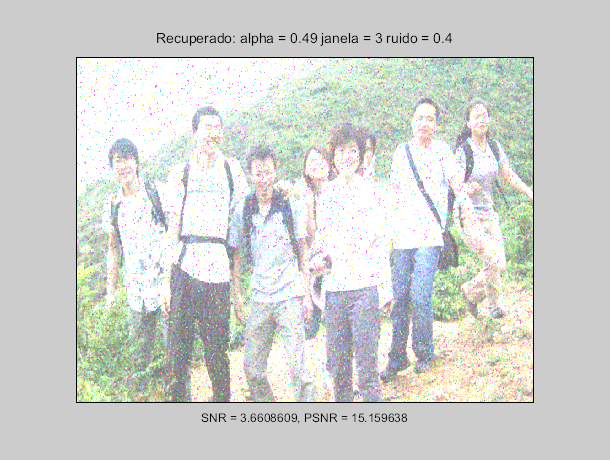 Recuperado: alpha = 0.49 janela = 3 ruido = 0.4
SNR = 3.6608609, PSNR = 15.159638